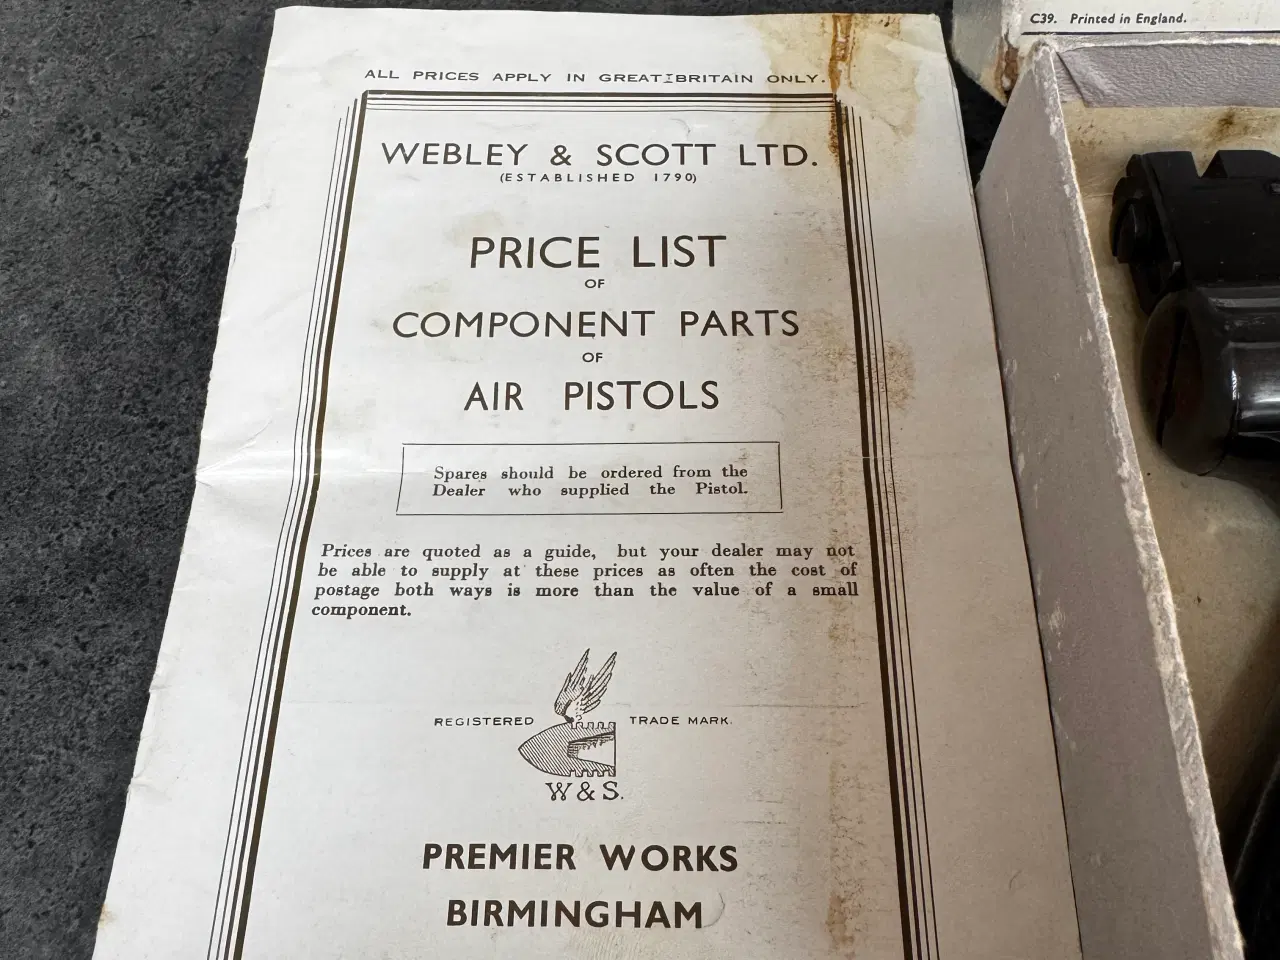 C39. Printed in England.
ALL PRICES APPLY IN GREAT BRITAIN ONLY.
WEBLEY & SCOTT LTD.
(ESTABLISHED 1790)
PRICE LIST
OF
COMPONENT PARTS
OF
AIR PISTOLS
Spares should be ordered from the
Dealer who supplied the Pistol.
Prices are quoted as a guide, but your dealer may not
be able to supply at these prices as often the cost of
postage both ways is more than the value of a small
component.
REGISTERED TRADE MARK.
W & S.
PREMIER WORKS
BIRMINGHAM